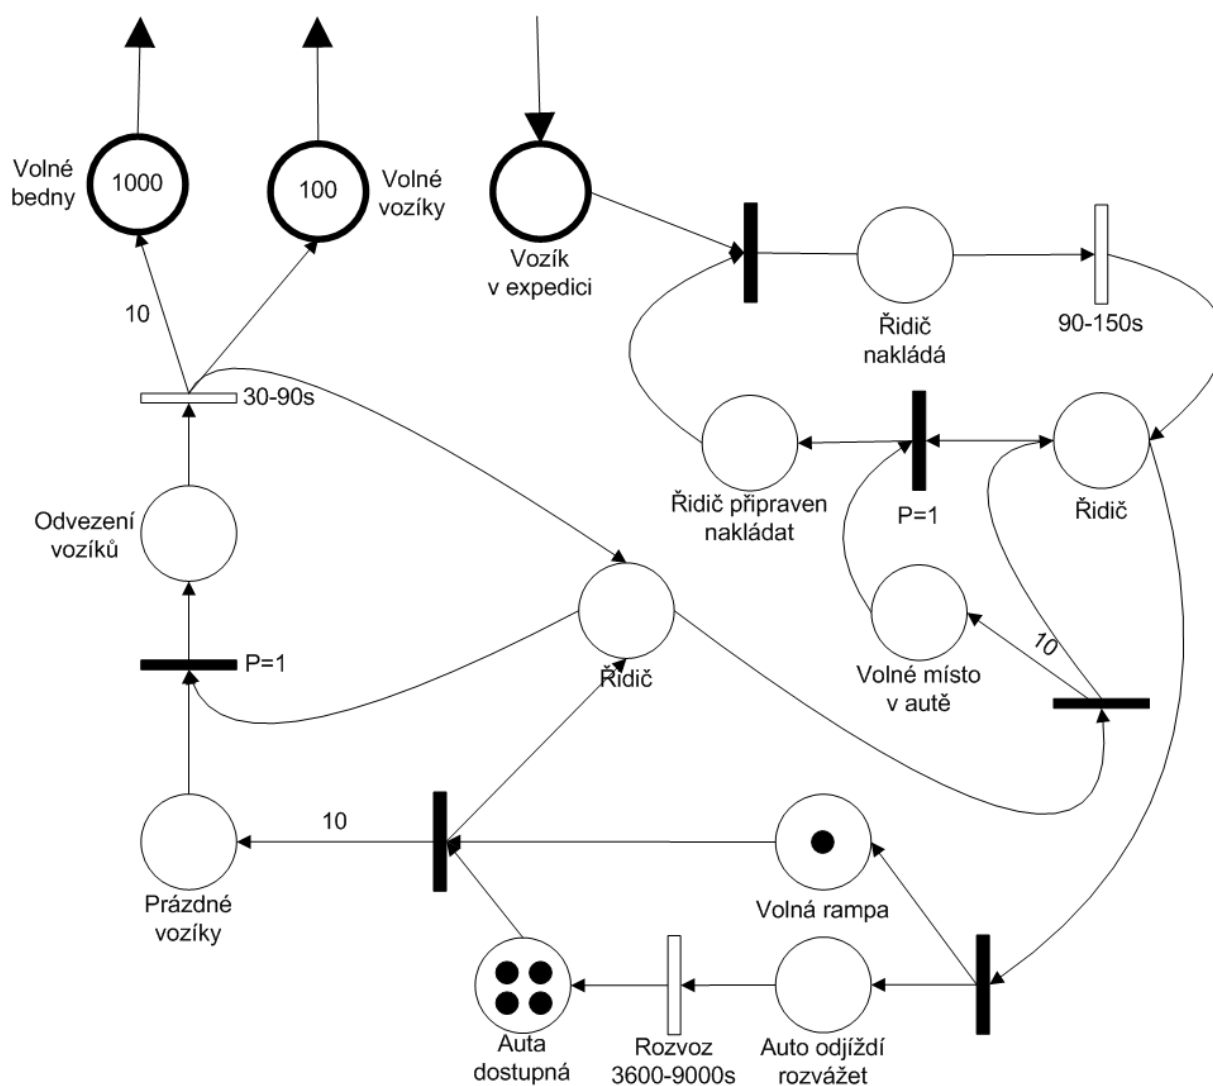 Volné
bedny
1000
100
Volné
vozíky
Vozík
v expedici
Řidič
nakládá
90-150s
10
30-90s
Řidič připraven
nakládat
P=1
Řidič
Odvezení
vozíků
P=1
Řidič
Volné místo
v autě
10
10
Prázdné
vozíky
Volná rampa
Auta
dostupná
Rozvoz
3600-9000s
Auto odjíždí
rozvážet